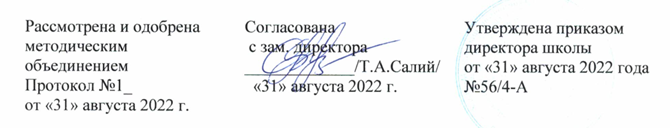 Рассмотрена и одобрена
методическим
объединением
Протокол №1_
от «31» августа 2022 г.
Согласована
с зам. директора
_____________/Т.А.Салий/
«31» августа 2022 г.
Утверждена приказом
директора школы
от «31» августа 2022 года
№56/4-А